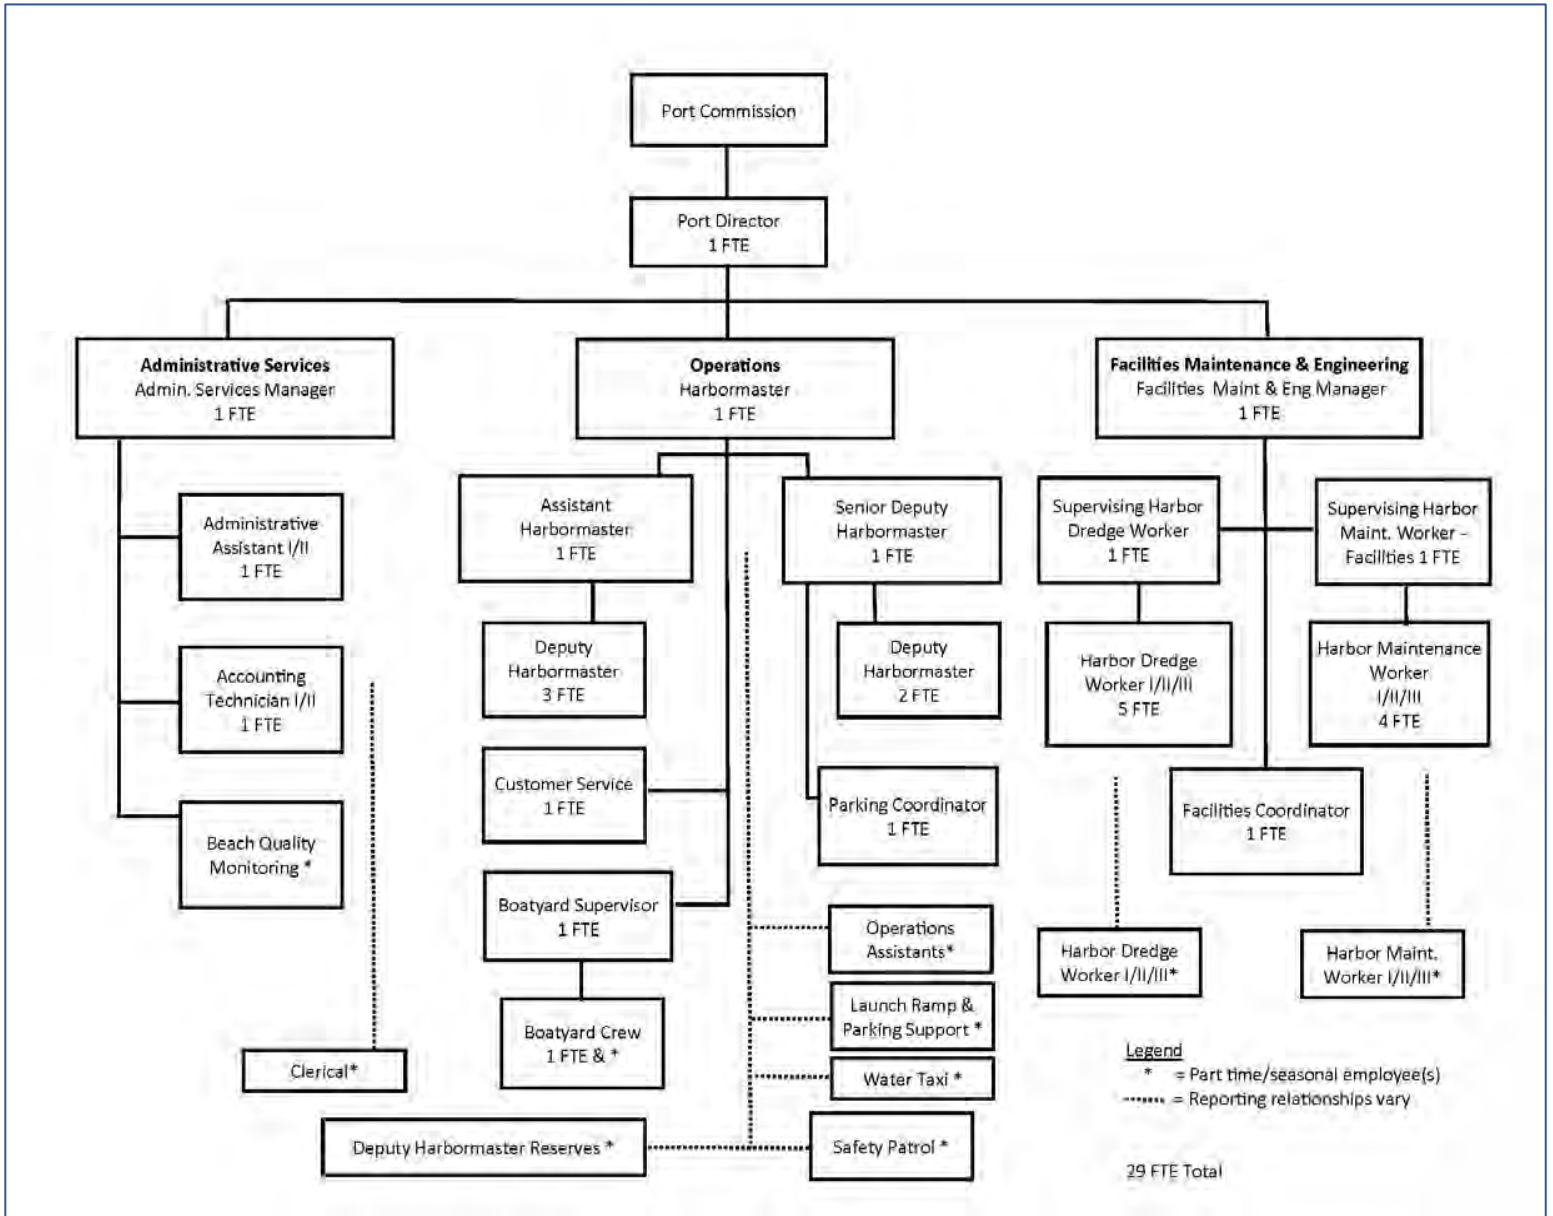 Port Commission
Port Director
1 FTE
Administrative Services
Admin. Services Manager
1 FTE
Operations
Harbormaster
1 FTE
Facilities Maintenance & Engineering
Facilities Maint & Eng Manager
1 FTE
Administrative
Assistant I/II
1 FTE
Accounting
Technician I/II
1 FTE
Beach Quality
Monitoring *
Clerical*
Assistant
Harbormaster
1 FTE
Deputy
Harbormaster
3 FTE
Customer Service
1 FTE
Boatyard Supervisor
1 FTE
Boatyard Crew
1 FTE & *
Deputy Harbormaster Reserves *
Senior Deputy
Harbormaster
1 FTE
Deputy
Harbormaster
2 FTE
Parking Coordinator
1 FTE
Operations
Assistants*
Launch Ramp &
Parking Support *
Water Taxi *
Safety Patrol *
Supervising Harbor
Dredge Worker
1 FTE
Harbor Dredge
Worker I/II/III
5 FTE
Harbor Dredge
Worker I/II/III*
Supervising Harbor
Maint. Worker –
Facilities 1 FTE
Harbor Maintenance
Worker
I/II/III
4 FTE
Facilities Coordinator
1 FTE
Harbor Maint.
Worker I/II/III*
Legend
* = Part time/seasonal employee(s)
= Reporting relationships vary
29 FTE Total